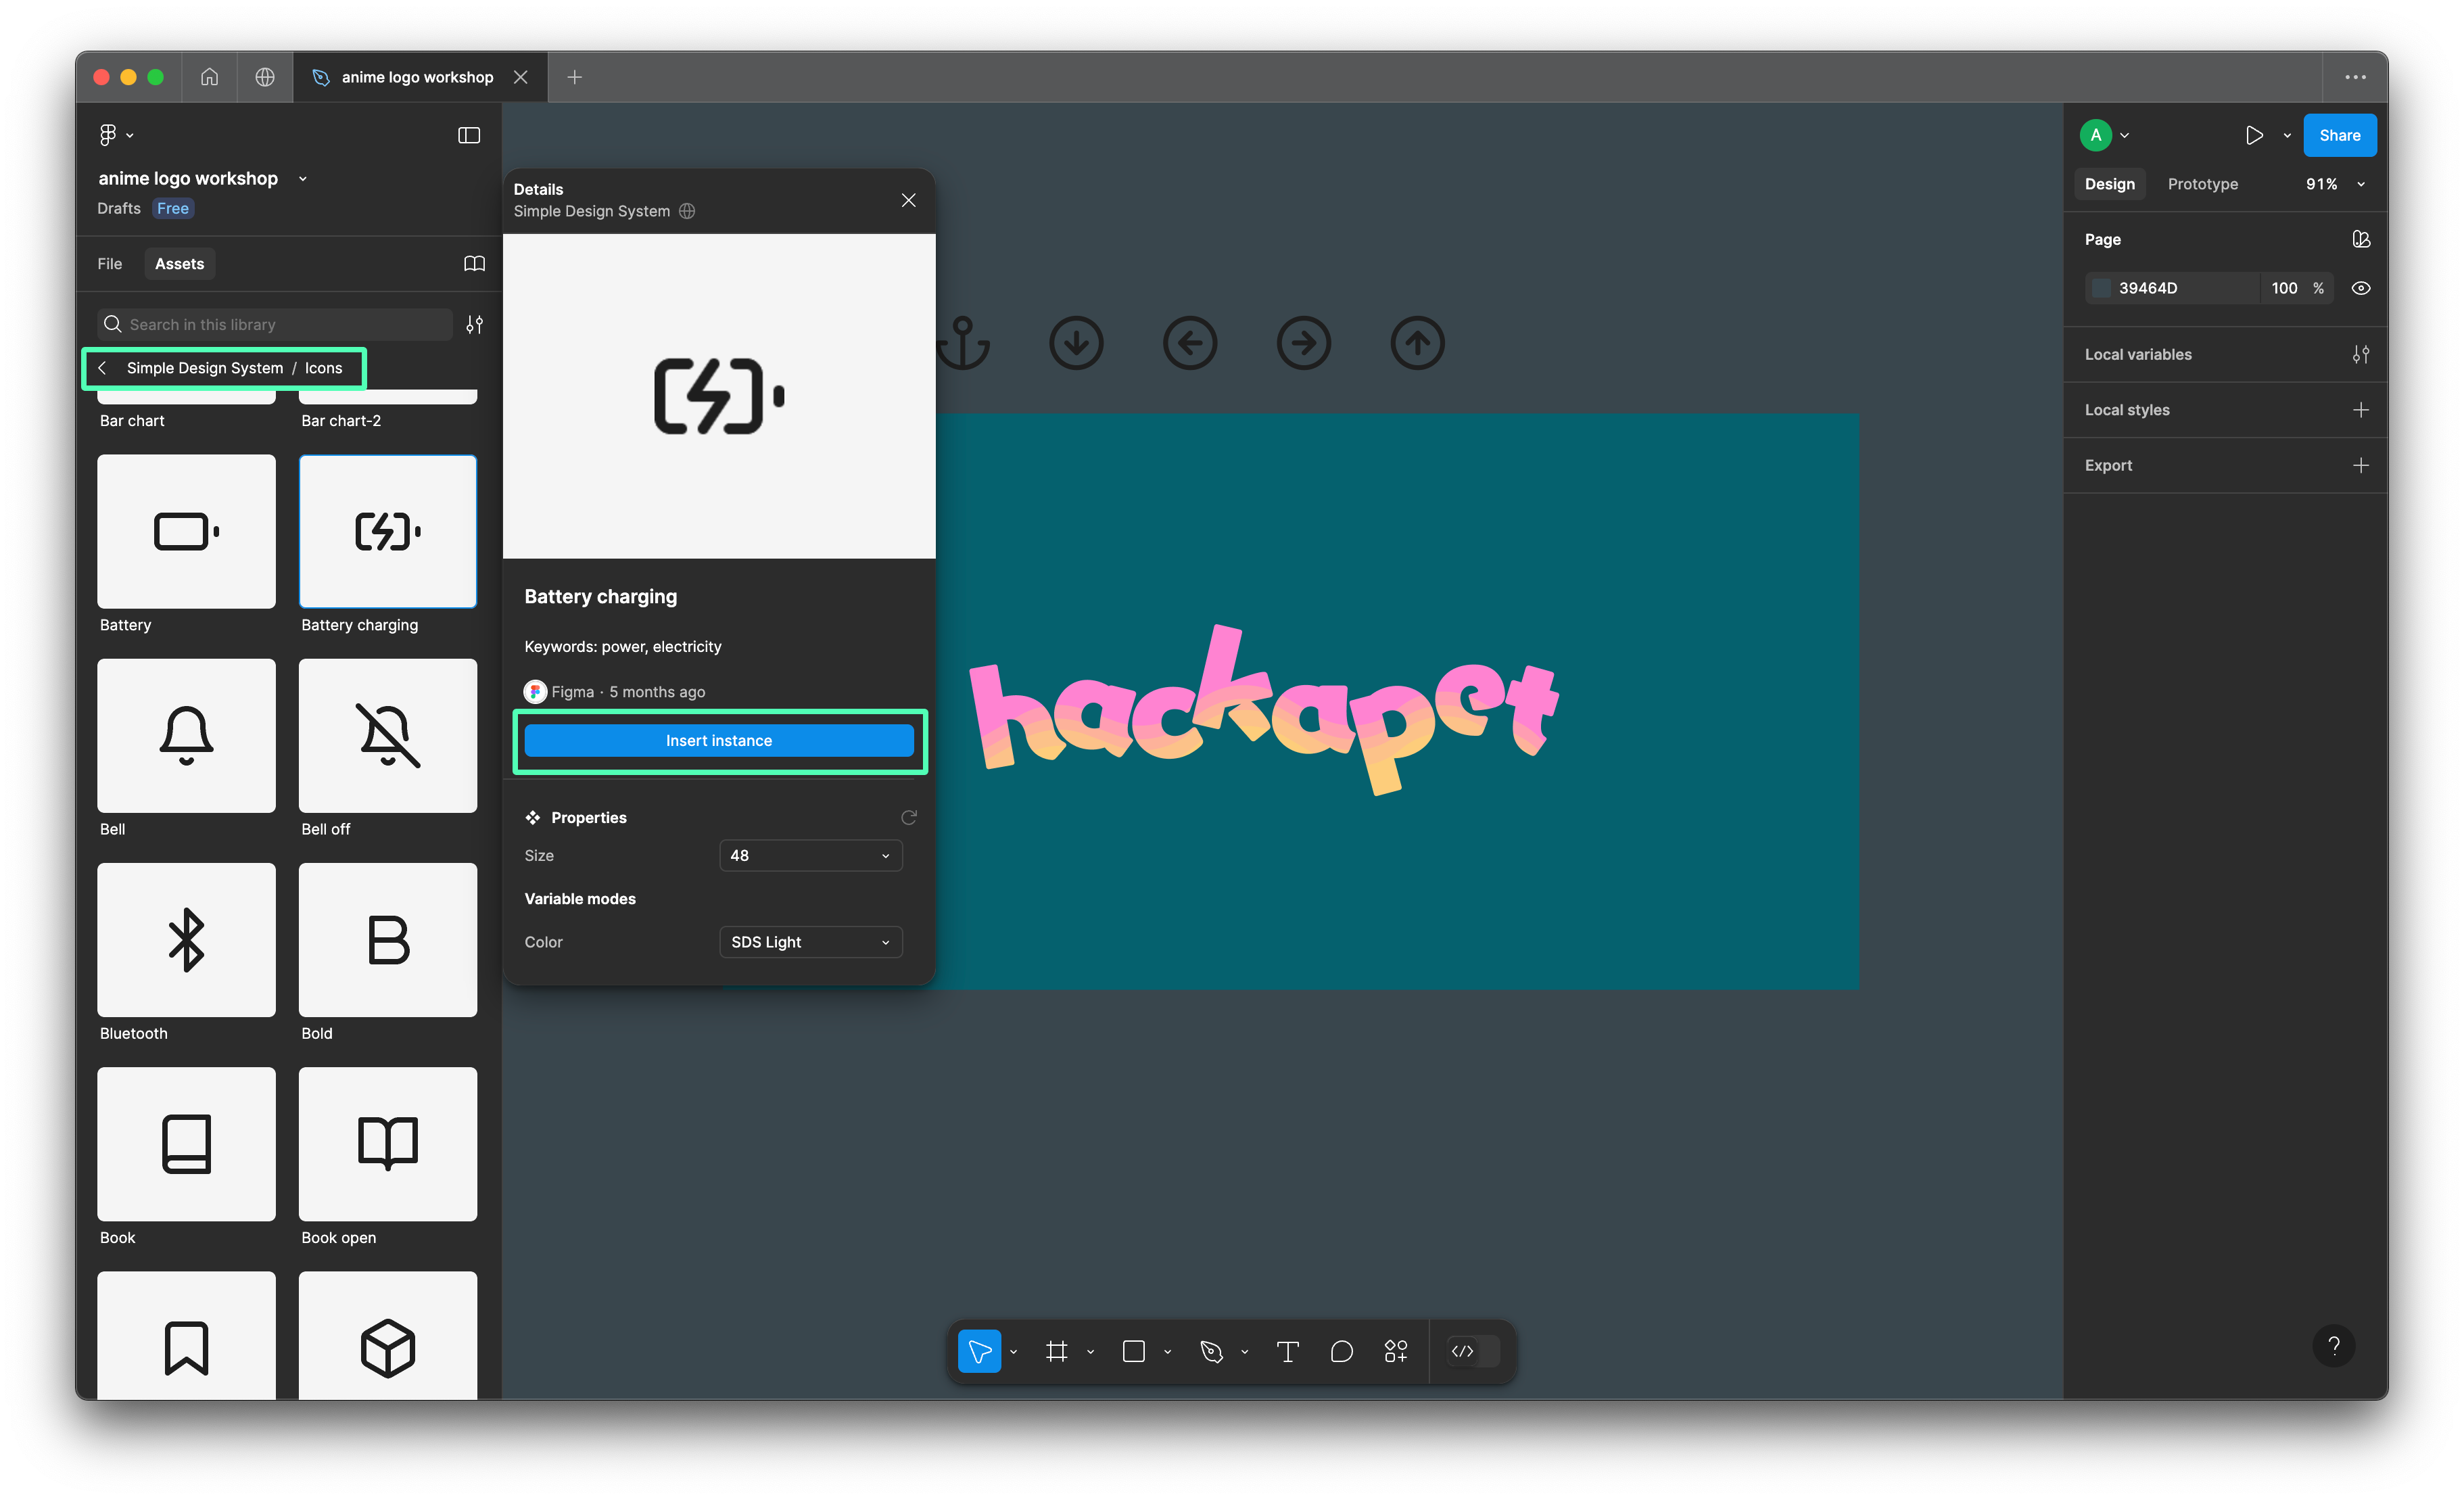 anime logo workshop
anime logo workshop
Drafts Free
File Assets
Search in this library
Simple Design System / Icons
Bar chart Bar chart-2
Battery Battery charging
Bell Bell off
Bluetooth Bold
Book Book open
Details
Simple Design System
Battery charging
Keywords: power, electricity
Figma · 5 months ago
Insert instance
Properties
Size 48
Variable modes
Color SDS Light
hackapet
A Share
Design Prototype 91%
Page
39464D 100 %
Local variables
Local styles
Export
?